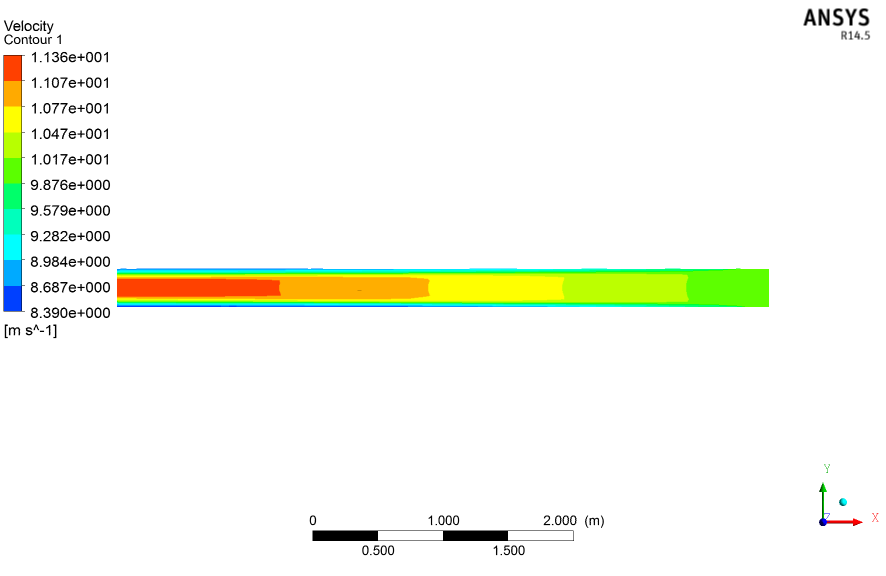 Velocity
Contour 1
1.136e+001
1.107e+001
1.077e+001
1.047e+001
1.017e+001
9.876e+000
9.579e+000
9.282e+000
8.984e+000
8.687e+000
8.390e+000
[m s^-1]
ANSYS
R14.5
0 1.000 2.000 (m)
0.500 1.500
Y
Z X